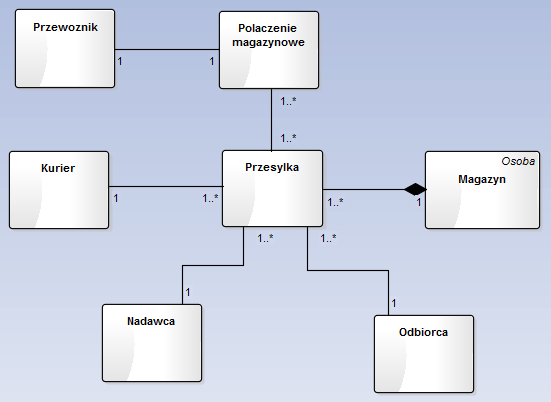 Przewoznik
Polaczenie
magazynowe
1
1
1..*
1..*
Kurier
Przesylka
Osoba
Magazyn
1
1..*
1..*
1
1..*
1..*
1
1
Nadawca
Odbiorca